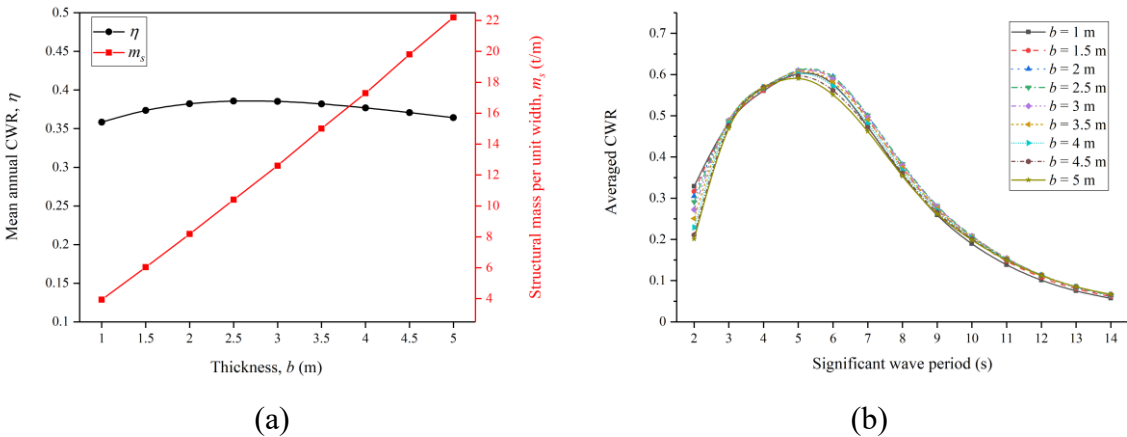 0.5
0.45
0.4
0.35
0.3
0.25
0.2
0.15
0.1
Mean annual CWR, η
η
m_s
22
20
18
16
14
12
10
8
6
4
Structural mass per unit width, m_s (t/m)
1 1.5 2 2.5 3 3.5 4 4.5 5
Thickness, b (m)
(a)
0.7
0.6
0.5
0.4
0.3
0.2
0.1
0
Averaged CWR
b = 1 m
b = 1.5 m
b = 2 m
b = 2.5 m
b = 3 m
b = 3.5 m
b = 4 m
b = 4.5 m
b = 5 m
2 3 4 5 6 7 8 9 10 11 12 13 14
Significant wave period (s)
(b)